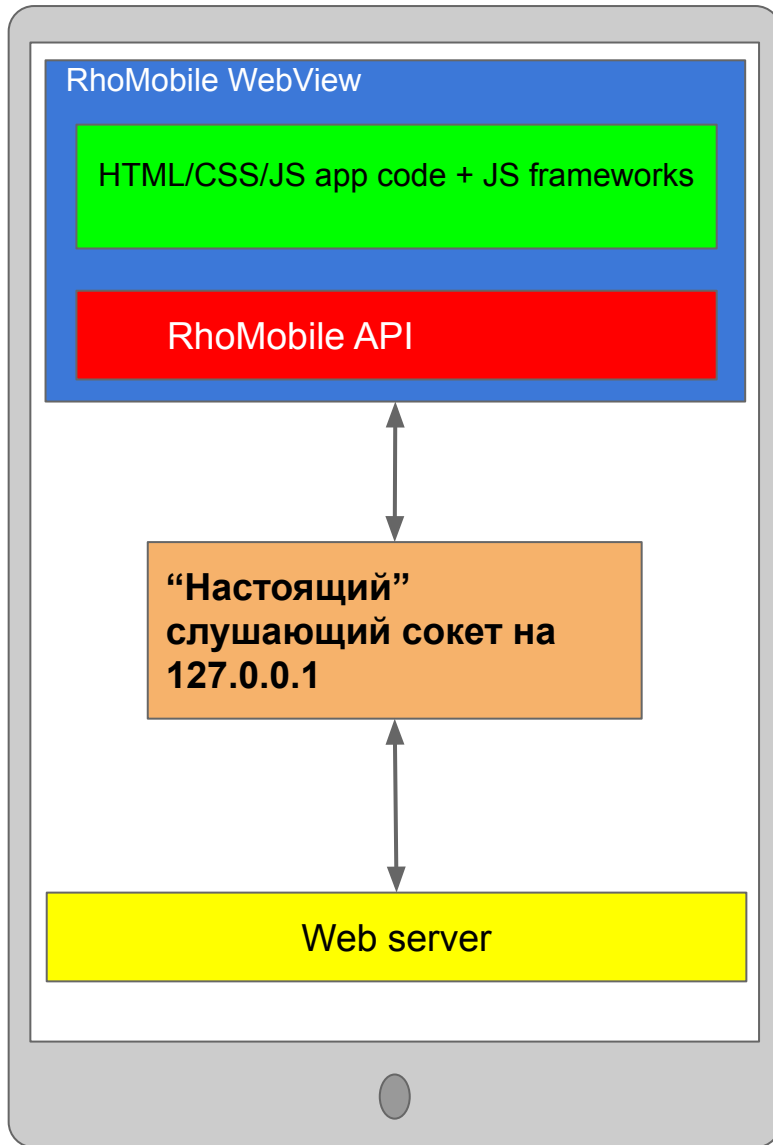 RhoMobile WebView
HTML/CSS/JS app code + JS frameworks
RhoMobile API
“Настоящий”
слушающий сокет на
127.0.0.1
Web server